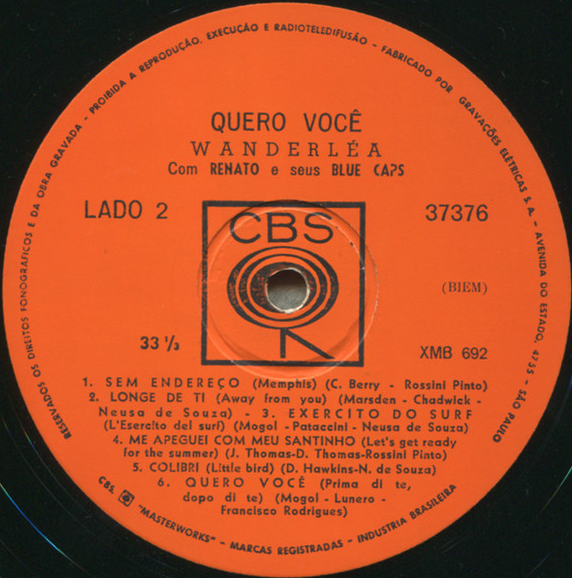 RESERVADOS OS DIREITOS FONOGRAFICOS E DA OBRA GRAVADA - PROIBIDA A REPRODUÇÃO, EXECUÇÃO E RADIOTELEDIFUSÃO - FABRICADO POR GRAVAÇÕES ELÉTRICAS S. A. - AVENIDA DO ESTADO, 4755 - SÃO PAULO
QUERO VOCÊ
WANDERLÉA
Com RENATO e seus BLUE CAPS
LADO 2
CBS
37376
(BIEM)
33 ⅓
XMB 692
1. SEM ENDEREÇO (Memphis) (C. Berry - Rossini Pinto)
2. LONGE DE TI (Away from you) (Marsden - Chadwick -
Neusa de Souza) - 3. EXERCITO DO SURF
(L'Esercito del surf) (Mogol - Pataccini - Neusa de Souza)
4. ME APEGUEI COM MEU SANTINHO (Let's get ready
for the summer) (J. Thomas-D. Thomas-Rossini Pinto)
5. COLIBRI (Little bird) (D. Hawkins-N. de Souza)
6. QUERO VOCÊ (Prima di te,
dopo di te) (Mogol - Lunero -
Francisco Rodrigues)
CBS, "MASTERWORKS" - MARCAS REGISTRADAS - INDUSTRIA BRASILEIRA